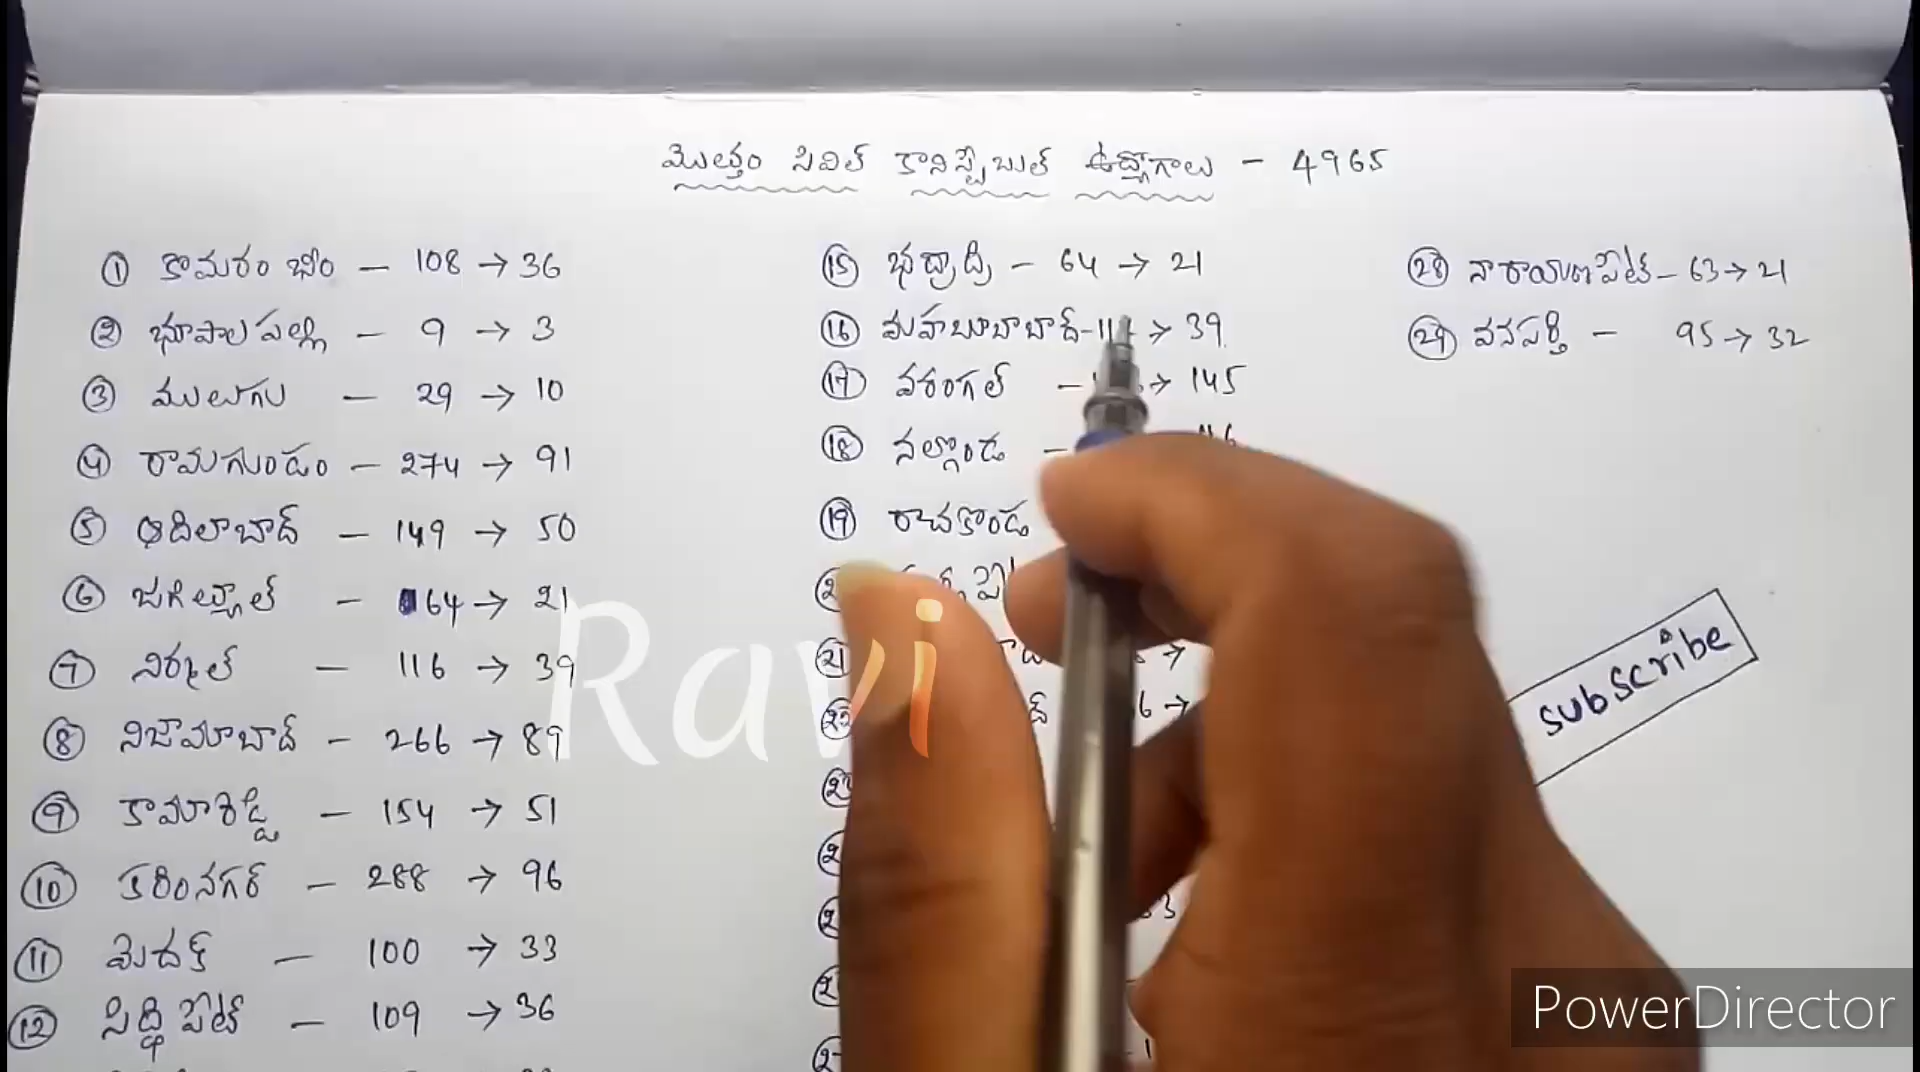 మొత్తం సివిల్ కానిస్టేబుల్ ఉద్యోగాలు - 4965
① కొమరం భీం - 108 → 36
② భూపాలపల్లి - 9 → 3
③ ములుగు - 29 → 10
④ రామగుండం - 274 → 91
⑤ ఆదిలాబాద్ - 149 → 50
⑥ జగిత్యాల్ - 64 → 21
⑦ నిర్మల్ - 116 → 39
⑧ నిజామాబాద్ - 266 → 89
⑨ కామారెడ్డి - 154 → 51
⑩ కరీంనగర్ - 288 → 96
⑪ మెదక్ - 100 → 33
⑫ సిద్ధిపేట్ - 109 → 36
⑮ భద్రాద్రి - 64 → 21
⑯ మహబూబాబాద్ - → 39
⑰ వరంగల్ - → 145
⑱ నల్గొండ -
⑲ రాచకొండ
㉑
㉘ నారాయణపేట్ - 63 → 21
㉙ వనపర్తి - 95 → 32
subscribe
Ravi
PowerDirector